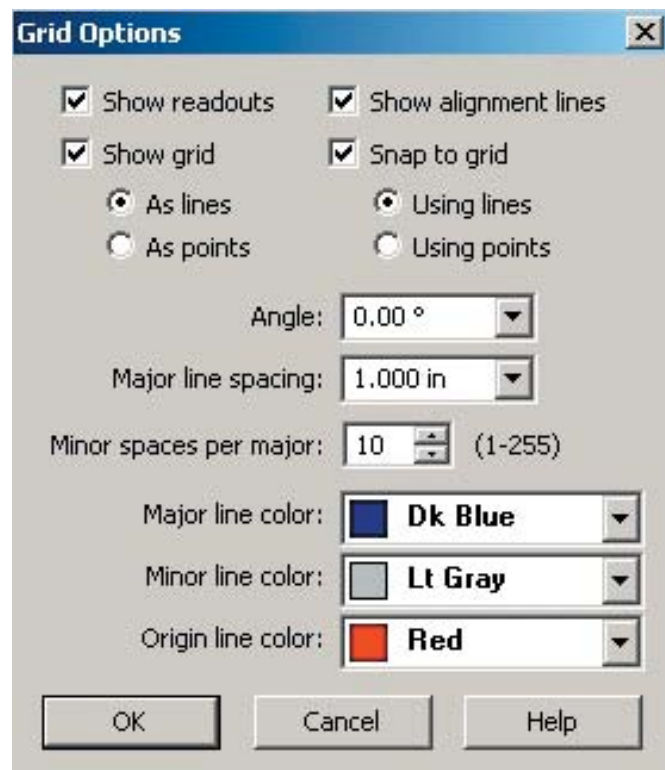 Grid Options
Show readouts Show alignment lines
Show grid Snap to grid
As lines Using lines
As points Using points
Angle: 0.00 °
Major line spacing: 1.000 in
Minor spaces per major: 10 (1-255)
Major line color: Dk Blue
Minor line color: Lt Gray
Origin line color: Red
OK Cancel Help